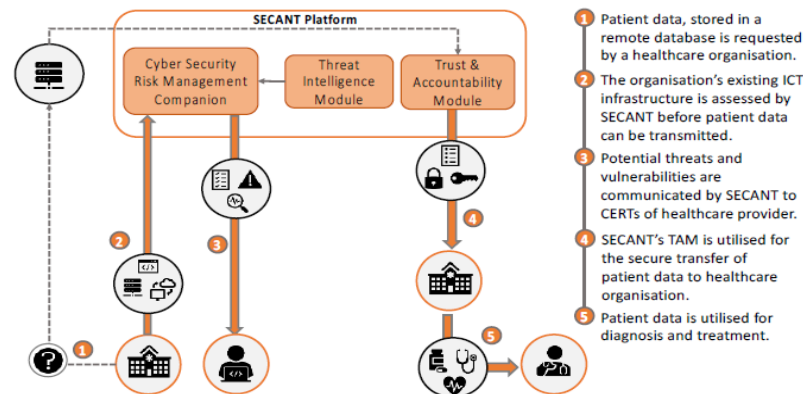 SECANT Platform
Cyber Security
Risk Management
Companion
Threat
Intelligence
Module
Trust &
Accountability
Module
</>
2
3
4
1
?
</>
5
1 Patient data, stored in a
remote database is requested
by a healthcare organisation.
2 The organisation's existing ICT
infrastructure is assessed by
SECANT before patient data
can be transmitted.
3 Potential threats and
vulnerabilities are
communicated by SECANT to
CERTs of healthcare provider.
4 SECANT's TAM is utilised for
the secure transfer of
patient data to healthcare
organisation.
5 Patient data is utilised for
diagnosis and treatment.